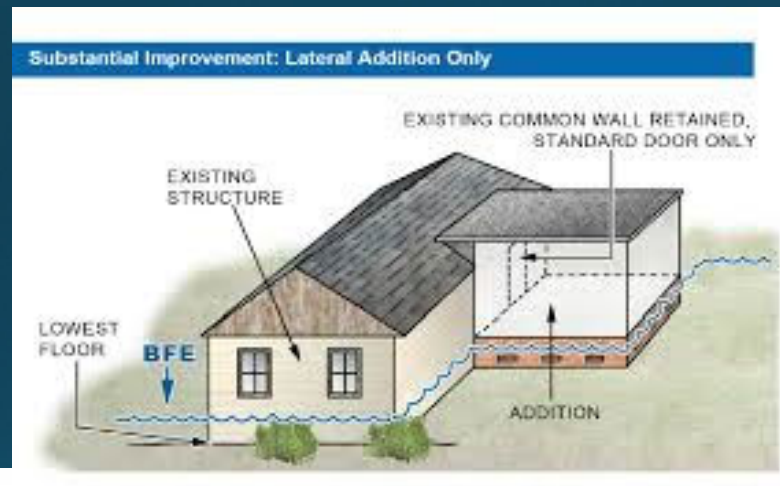 Substantial Improvement: Lateral Addition Only
EXISTING COMMON WALL RETAINED,
STANDARD DOOR ONLY
EXISTING
STRUCTURE
LOWEST
FLOOR
BFE
ADDITION